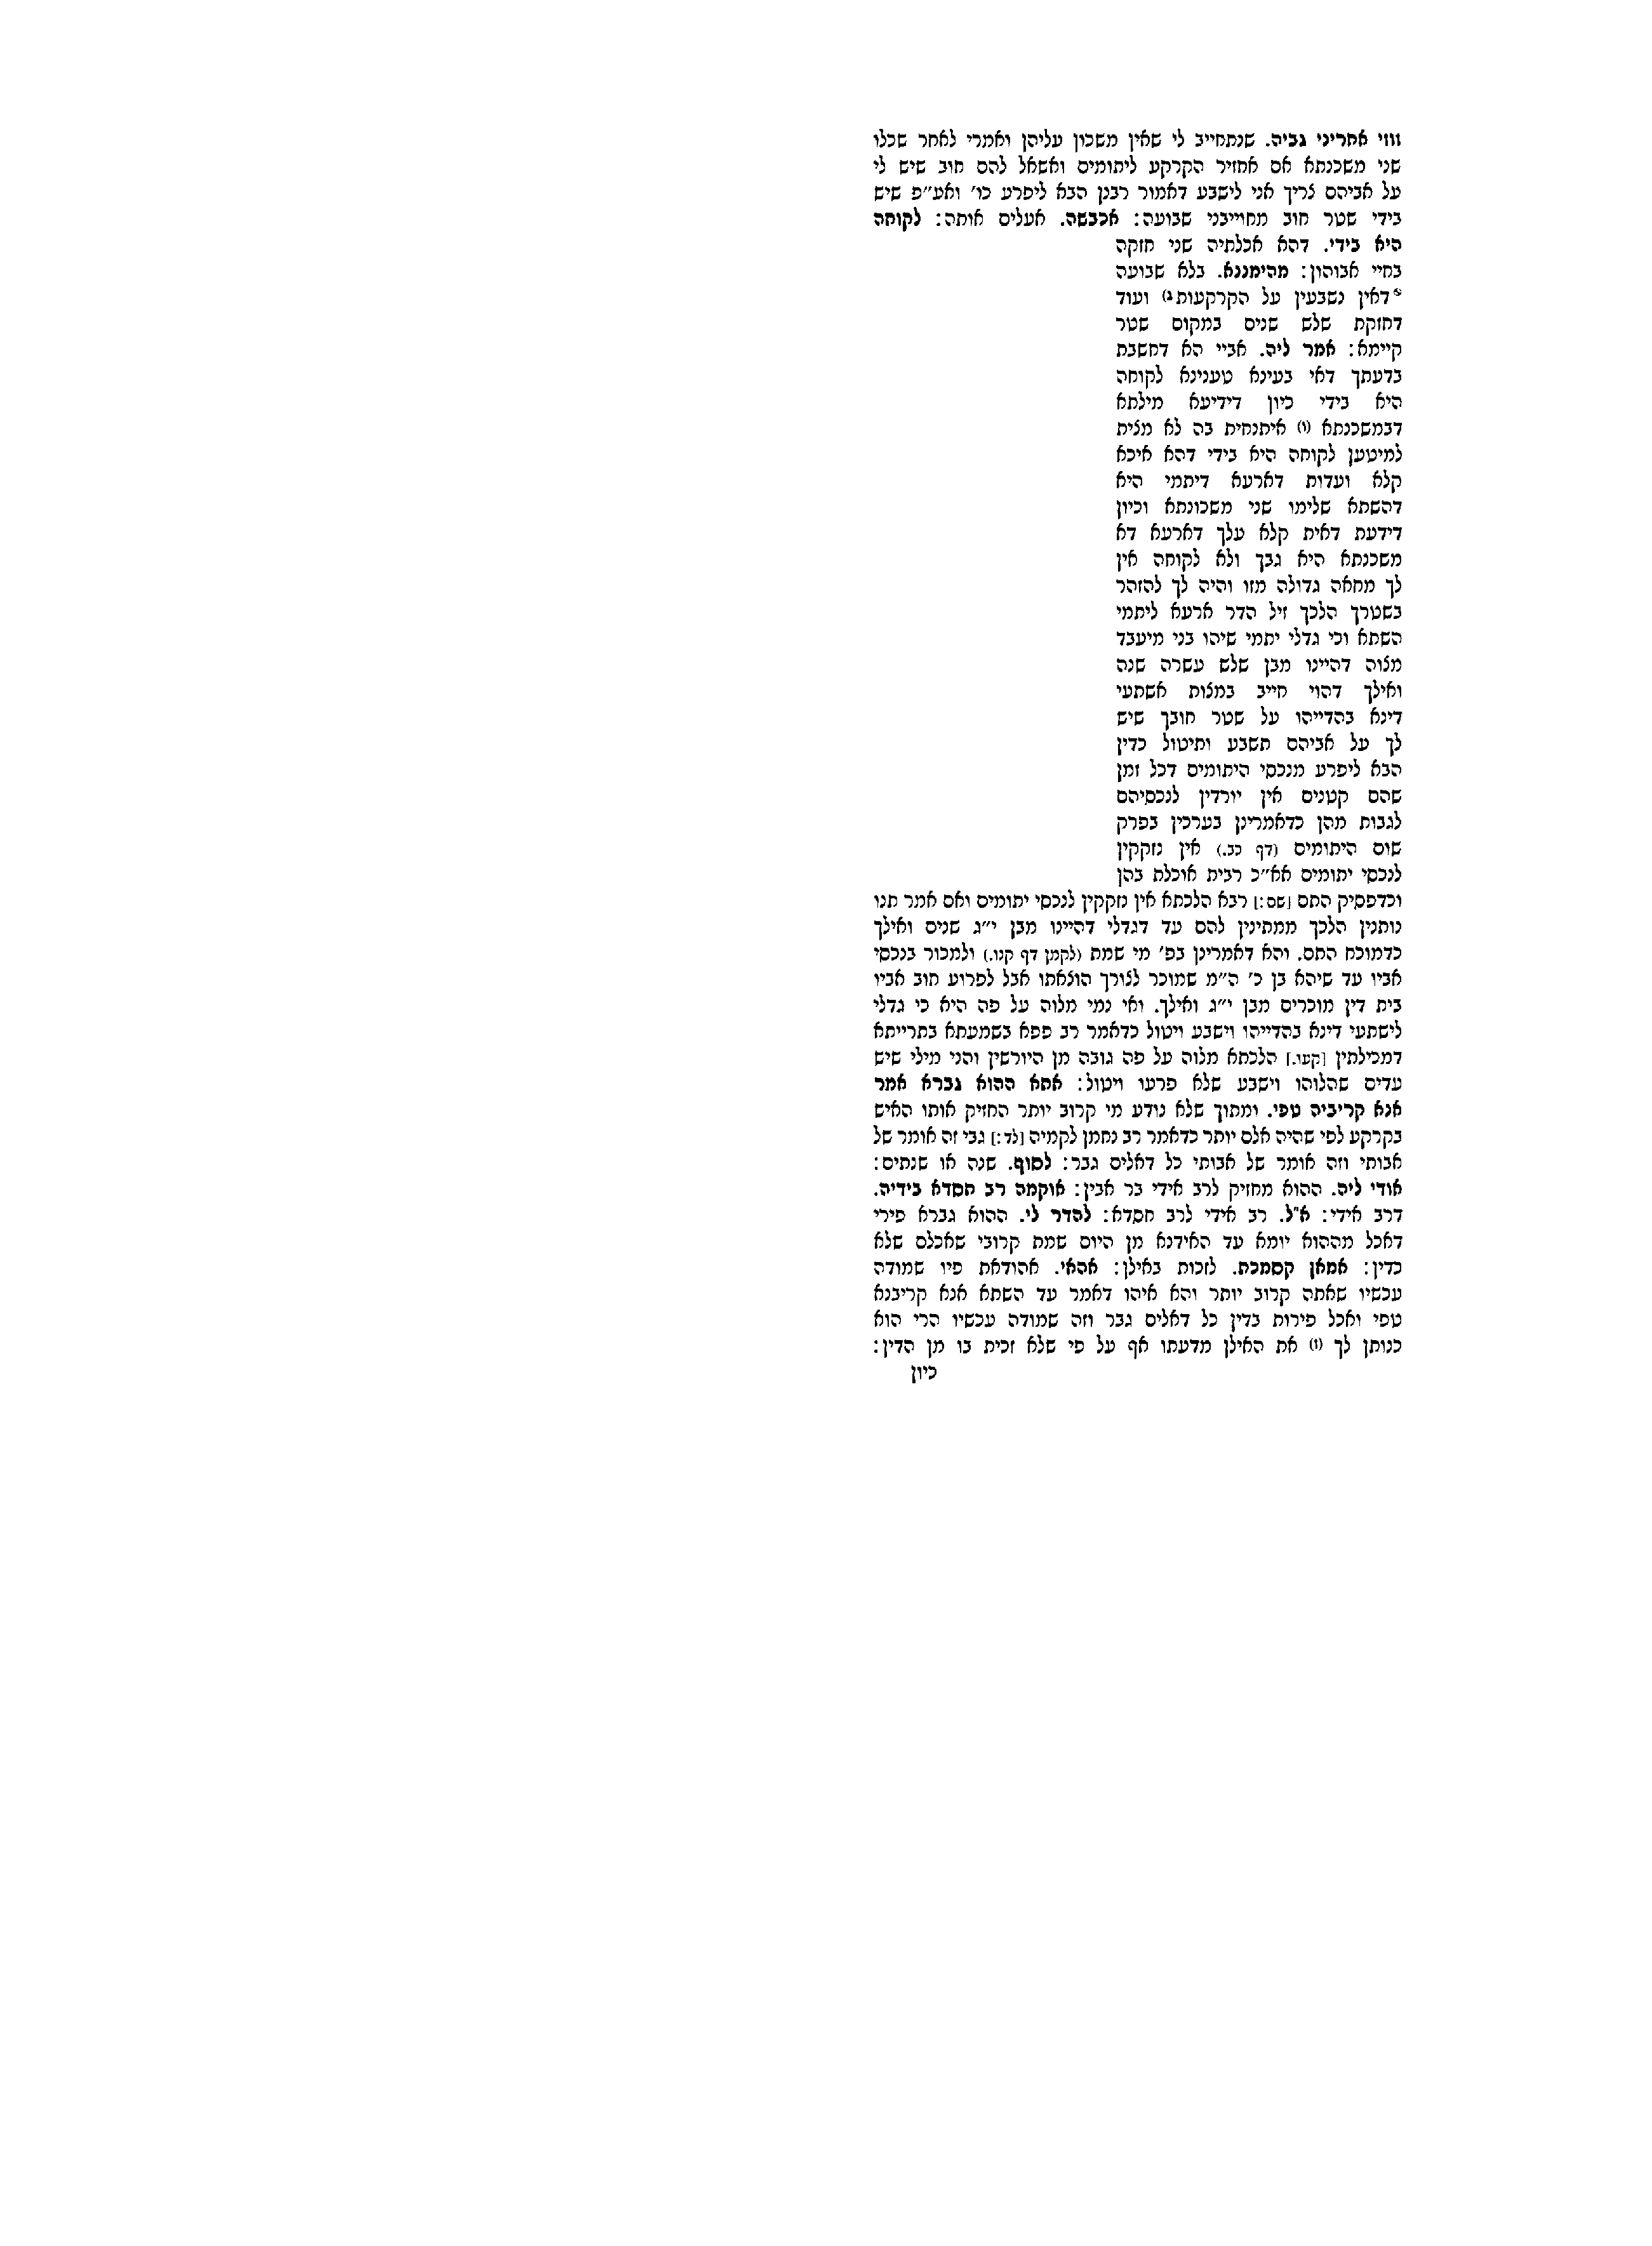 זוזי אחריני גביה. שנתחייב לי שאין משכון עליהן ואמרי לאחר שכלו
שני משכנתא אם אחזיר הקרקע ליתומים ואשאל להם חוב שיש לי
על אביהם צריך אני לישבע דאמור רבנן הבא ליפרע כו׳ ואע״פ שיש
בידי שטר חוב מחוייבני שבועה: אכבשה. אעלים אותה: לקוחה
היא בידי. דהא אכלתיה שני חזקה
בחיי אבוהון: מהימננא. בלא שבועה
דאין נשבעין על הקרקעות ג) ועוד
דחזקת שלש שנים במקום שטר
קיימא: אמר ליה. אביי הא דחשבת
בדעתך דאי בעינא טענינא לקוחה
היא בידי כיון דידיעא מילתא
דבמשכנתא (ו) איתנחית בה לא מצית
למיטען לקוחה היא בידי דהא איכא
קלא ועדות דארעא דיתמי היא
דהשתא שלימו שני משכונתא וכיון
דידעת דאית קלא עלך דארעא דא
משכנתא היא גבך ולא לקוחה אין
לך מחאה גדולה מזו והיה לך להזהר
בשטרך הלכך זיל הדר ארעא ליתמי
השתא וכי גדלי יתמי שיהו בני מיעבד
מצוה דהיינו מבן שלש עשרה שנה
ואילך דהוי חייב במצות אשתעי
דינא בהדייהו על שטר חובך שיש
לך על אביהם תשבע ותיטול כדין
הבא ליפרע מנכסי היתומים דכל זמן
שהם קטנים אין יורדין לנכסיהם
לגבות מהן כדאמרינן בערכין בפרק
שום היתומים (דף כב.) אין נזקקין
לנכסי יתומים אא״כ רבית אוכלת בהן
וכדפסיק התם [שם:] רבא הלכתא אין נזקקין לנכסי יתומים ואם אמר תנו
נותנין הלכך ממתינין להם עד דגדלי דהיינו מבן י״ג שנים ואילך
כדמוכח התם. והא דאמרינן בפ׳ מי שמת (לקמן דף קנו.) ולמכור בנכסי
אביו עד שיהא בן כ׳ ה״מ שמוכר לצורך הוצאתו אבל לפרוע חוב אביו
בית דין מוכרים מבן י״ג ואילך. ואי נמי מלוה על פה היא כי גדלי
לישתעי דינא בהדייהו וישבע ויטול כדאמר רב פפא בשמעתא בתרייתא
דמכילתין [קעו.] הלכתא מלוה על פה גובה מן היורשין והני מילי שיש
עדים שהלוהו וישבע שלא פרעו ויטול: אתא ההוא גברא אמר
אנא קריביה טפי. ומתוך שלא נודע מי קרוב יותר החזיק אותו האיש
בקרקע לפי שהיה אלם יותר כדאמר רב נחמן לקמיה [לד:] גבי זה אומר של
אבותי וזה אומר של אבותי כל דאלים גבר: לסוף. שנה או שנתים:
אודי ליה. ההוא מחזיק לרב אידי בר אבין: אוקמה רב חסדא בידיה.
דרב אידי: א״ל. רב אידי לרב חסדא: להדר לי. ההוא גברא פירי
דאכל מההוא יומא עד האידנא מן היום שמת קרובי שאכלם שלא
כדין: אמאן קסמכת. לזכות באילן: אהאי. אהודאת פיו שמודה
עכשיו שאתה קרוב יותר והא איהו דאמר עד השתא אנא קריבנא
טפי ואכל פירות בדין כל דאלים גבר וזה שמודה עכשיו הרי הוא
כנותן לך (ז) את האילן מדעתו אף על פי שלא זכית בו מן הדין:
כיון